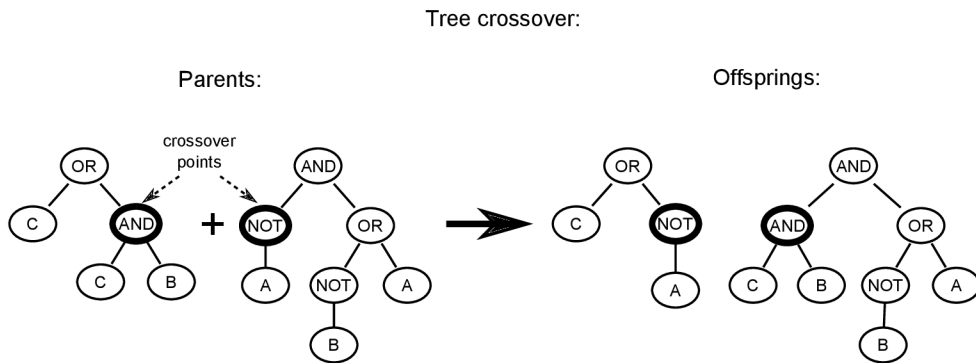 Tree crossover:
Parents:
Offsprings:
crossover
points
OR
AND
OR
AND
C
AND
+
NOT
OR
C
NOT
AND
OR
C
B
A
NOT
A
A
C
B
NOT
A
B
B